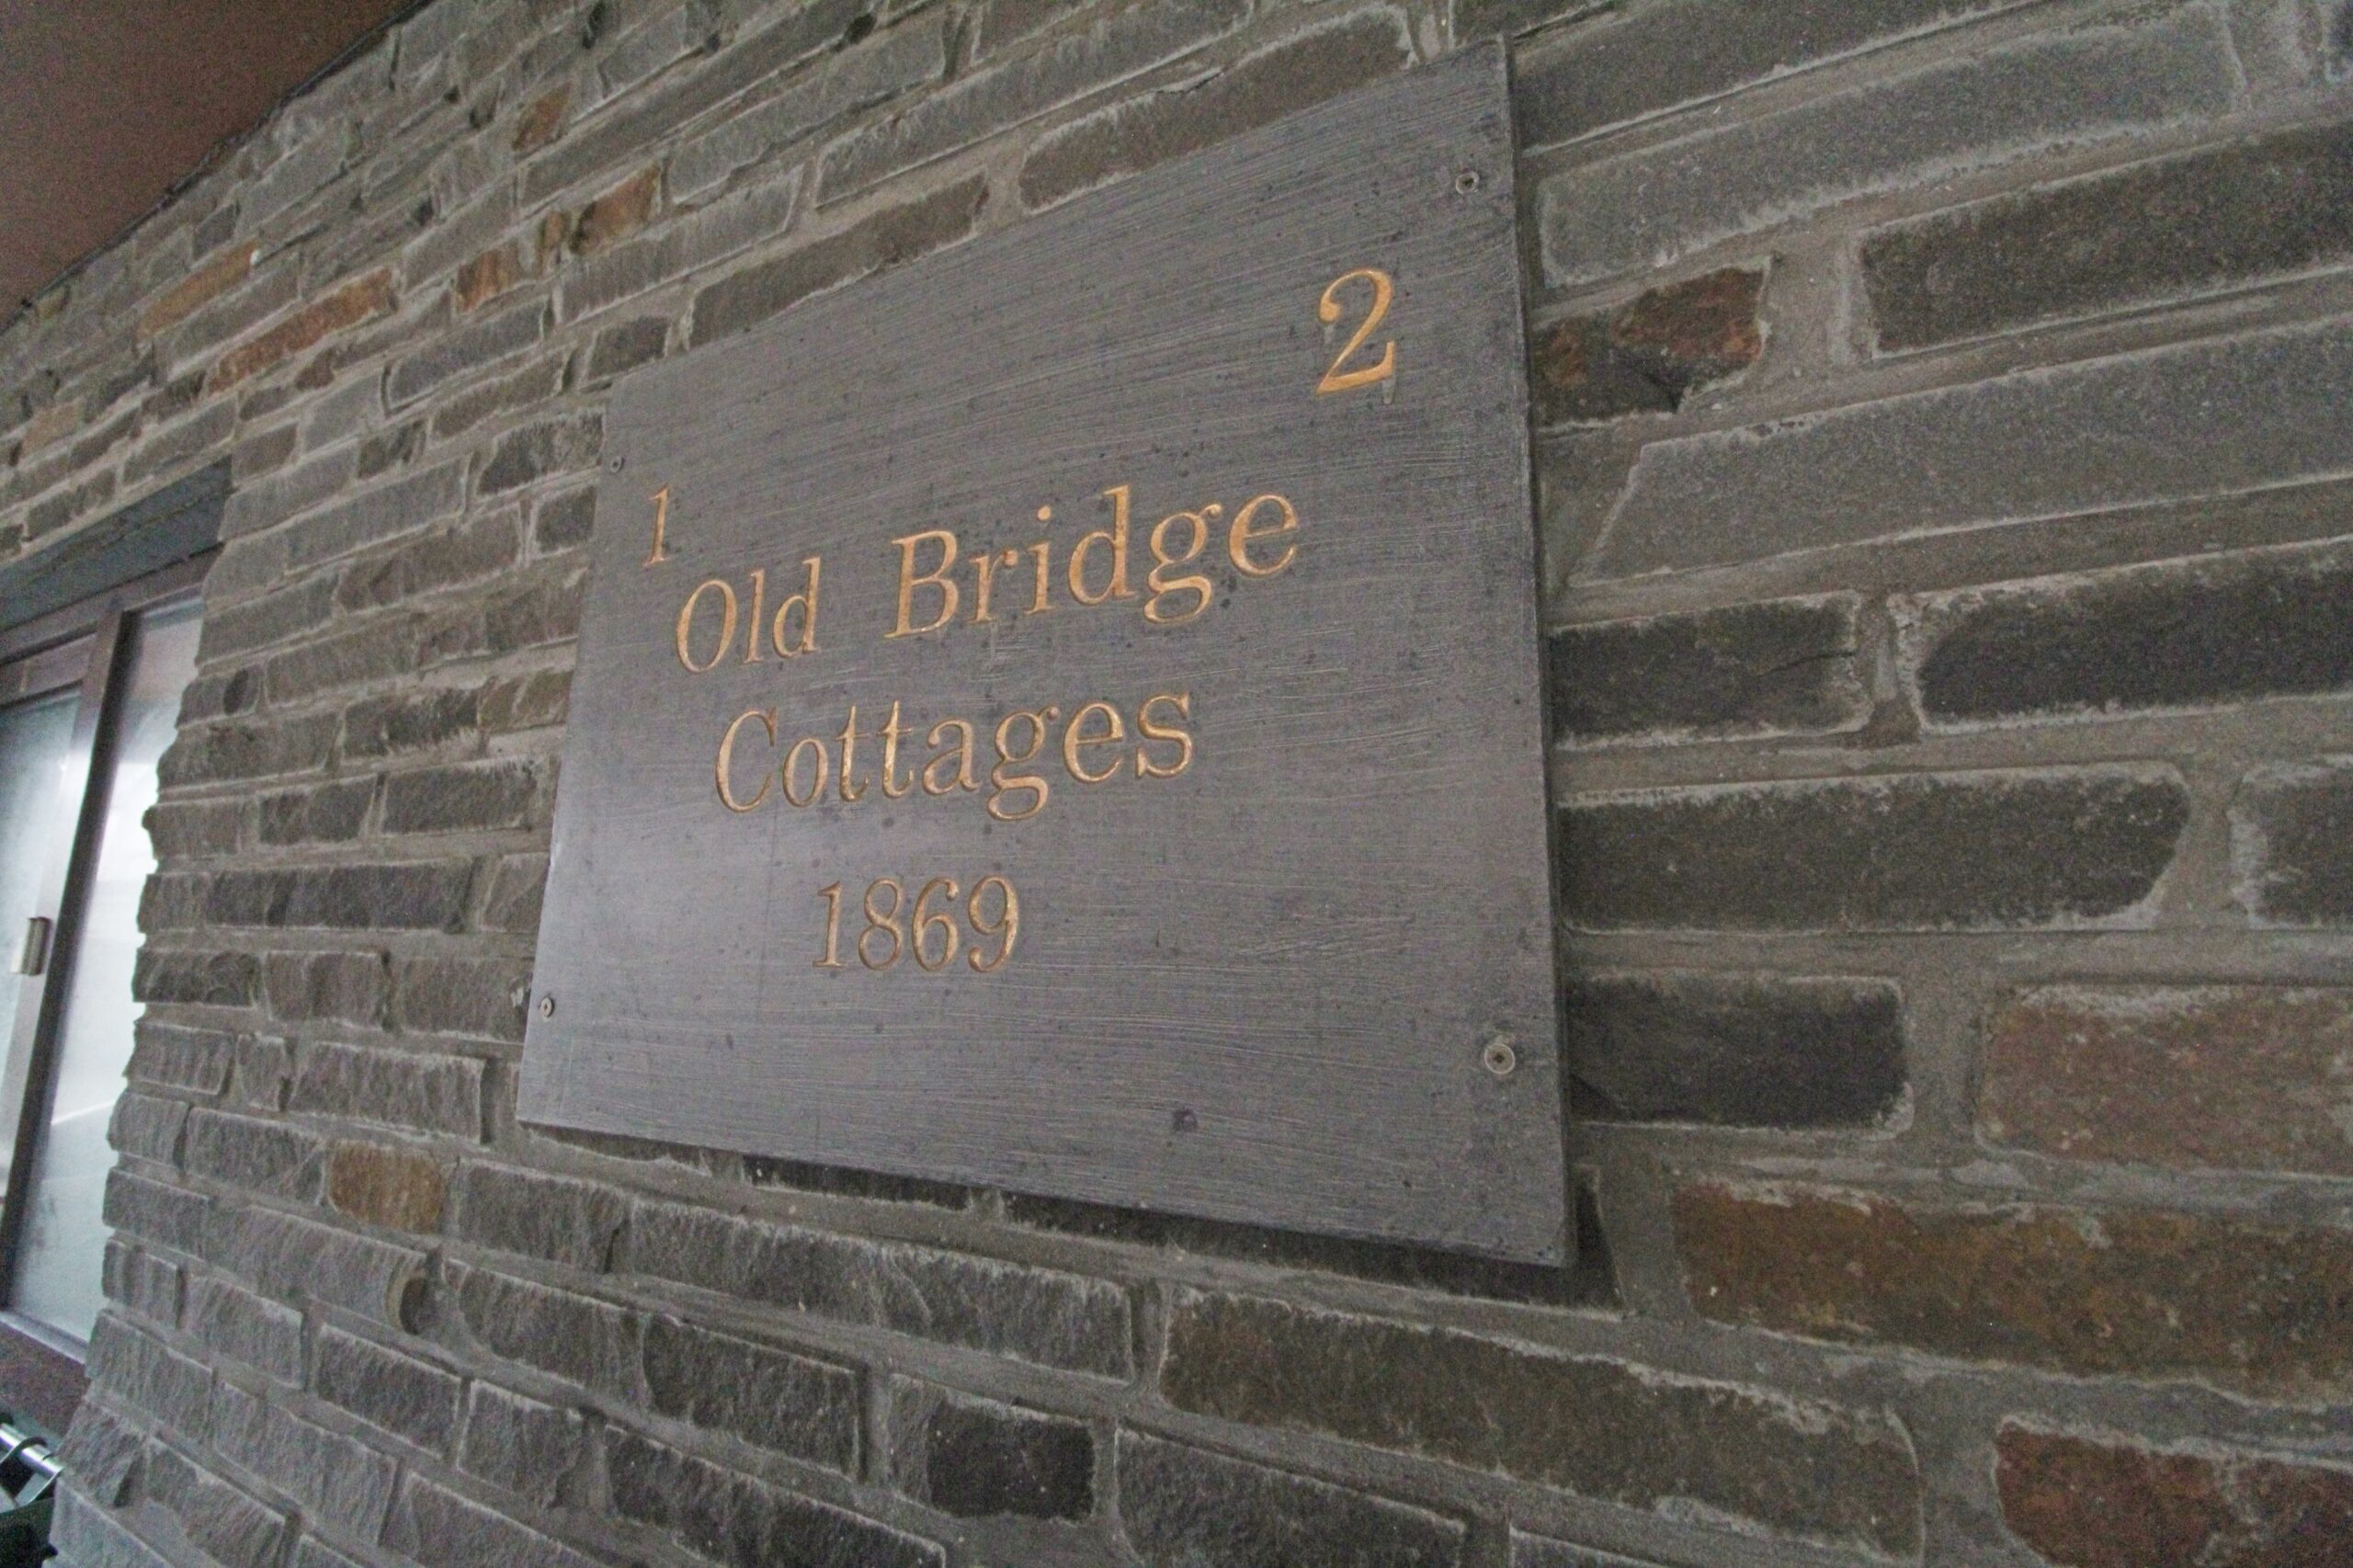 1 2
Old Bridge
Cottages
1869